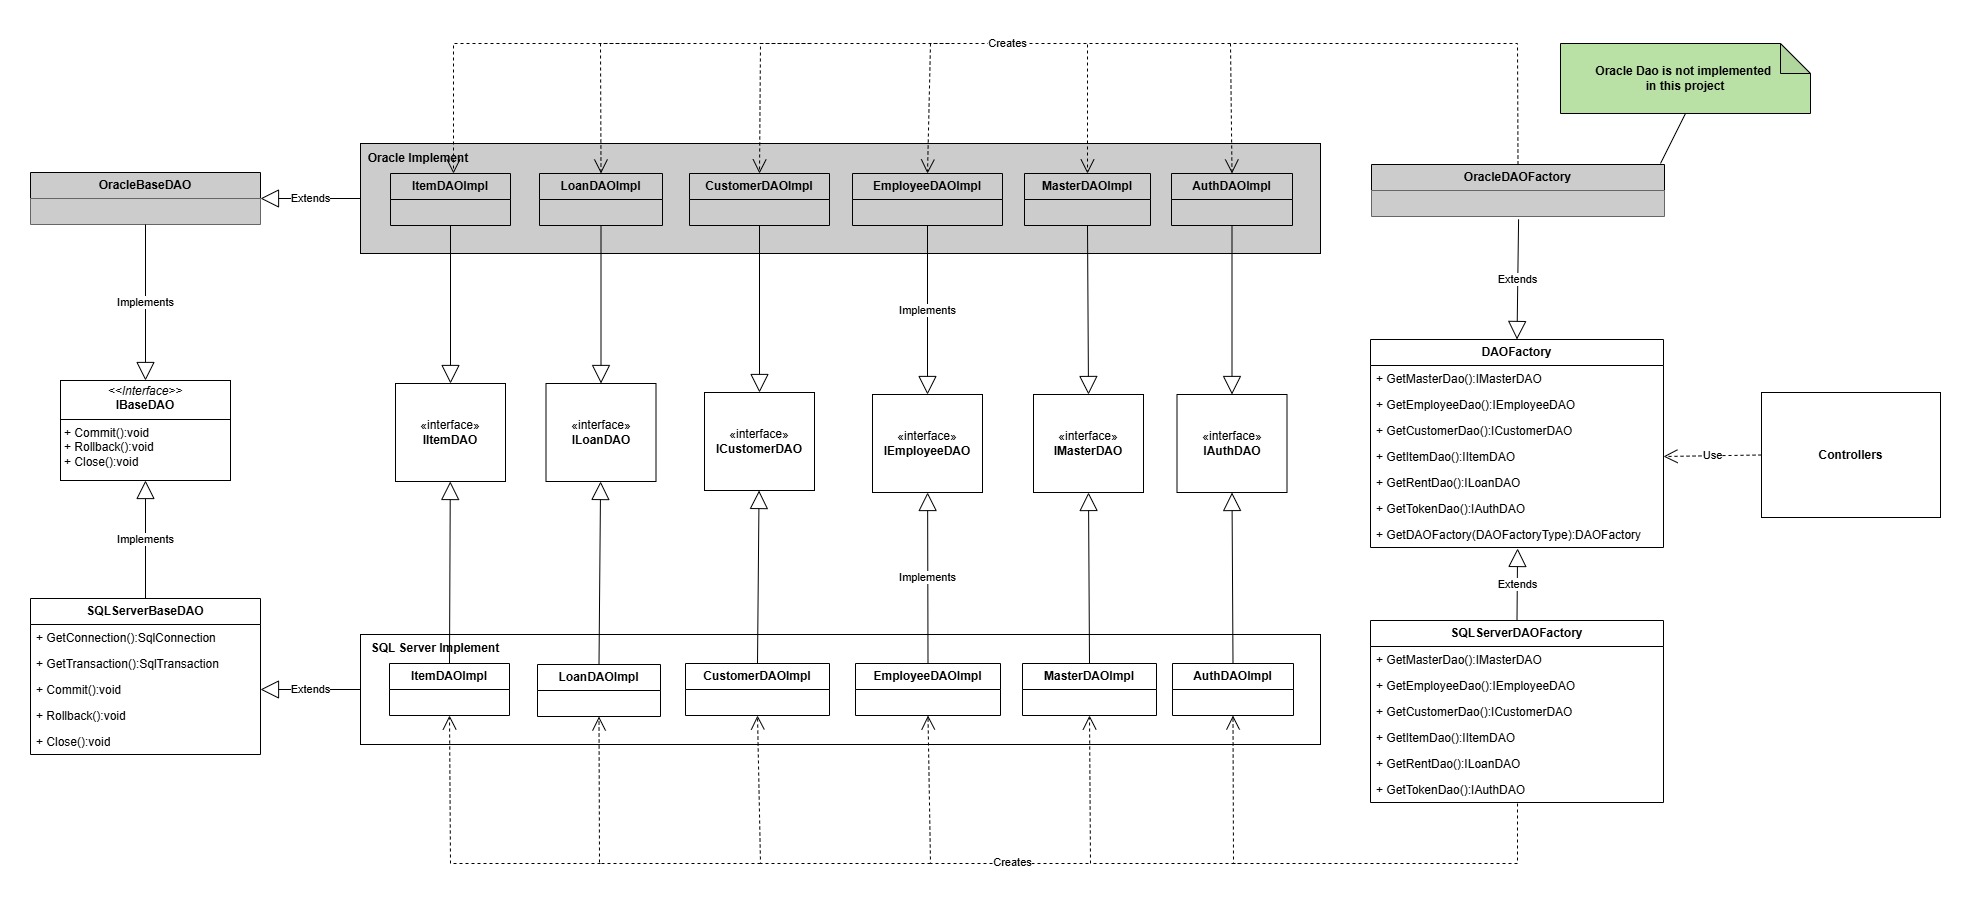 Creates
Oracle Dao is not implemented
in this project
Oracle Implement
OracleBaseDAO
Extends
ItemDAOImpl
LoanDAOImpl
CustomerDAOImpl
EmployeeDAOImpl
MasterDAOImpl
AuthDAOImpl
OracleDAOFactory
Implements
Implements
Extends
<<Interface>>
IBaseDAO
+ Commit():void
+ Rollback():void
+ Close():void
«interface»
IItemDAO
«interface»
ILoanDAO
«interface»
ICustomerDAO
«interface»
IEmployeeDAO
«interface»
IMasterDAO
«interface»
IAuthDAO
DAOFactory
+ GetMasterDao():IMasterDAO
+ GetEmployeeDao():IEmployeeDAO
+ GetCustomerDao():ICustomerDAO
+ GetItemDao():IItemDAO
+ GetRentDao():ILoanDAO
+ GetTokenDao():IAuthDAO
+ GetDAOFactory(DAOFactoryType):DAOFactory
Use
Controllers
Implements
Implements
Extends
SQLServerBaseDAO
+ GetConnection():SqlConnection
+ GetTransaction():SqlTransaction
+ Commit():void
+ Rollback():void
+ Close():void
Extends
SQL Server Implement
ItemDAOImpl
LoanDAOImpl
CustomerDAOImpl
EmployeeDAOImpl
MasterDAOImpl
AuthDAOImpl
SQLServerDAOFactory
+ GetMasterDao():IMasterDAO
+ GetEmployeeDao():IEmployeeDAO
+ GetCustomerDao():ICustomerDAO
+ GetItemDao():IItemDAO
+ GetRentDao():ILoanDAO
+ GetTokenDao():IAuthDAO
Creates